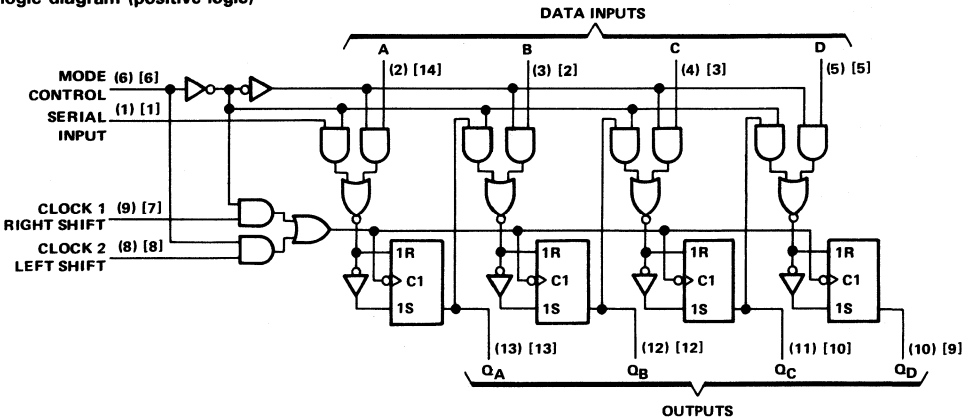 logic diagram (positive logic)
DATA INPUTS
A
B
C
D
(2) [14]
(3) [2]
(4) [3]
(5) [5]
MODE
CONTROL
(6) [6]
SERIAL
INPUT
(1) [1]
CLOCK 1
RIGHT SHIFT
(9) [7]
CLOCK 2
LEFT SHIFT
(8) [8]
1R
C1
1S
1R
C1
1S
1R
C1
1S
1R
C1
1S
(13) [13]
(12) [12]
(11) [10]
(10) [9]
QA
QB
QC
QD
OUTPUTS